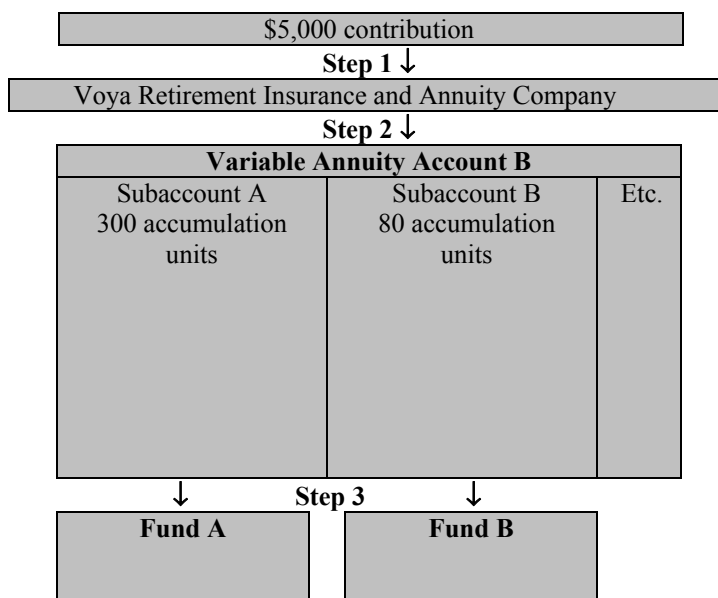 $5,000 contribution
Step 1 ↓
Voya Retirement Insurance and Annuity Company
Step 2 ↓
Variable Annuity Account B
Subaccount A
300 accumulation
units
Subaccount B
80 accumulation
units
Etc.
↓ Step 3 ↓
Fund A
Fund B